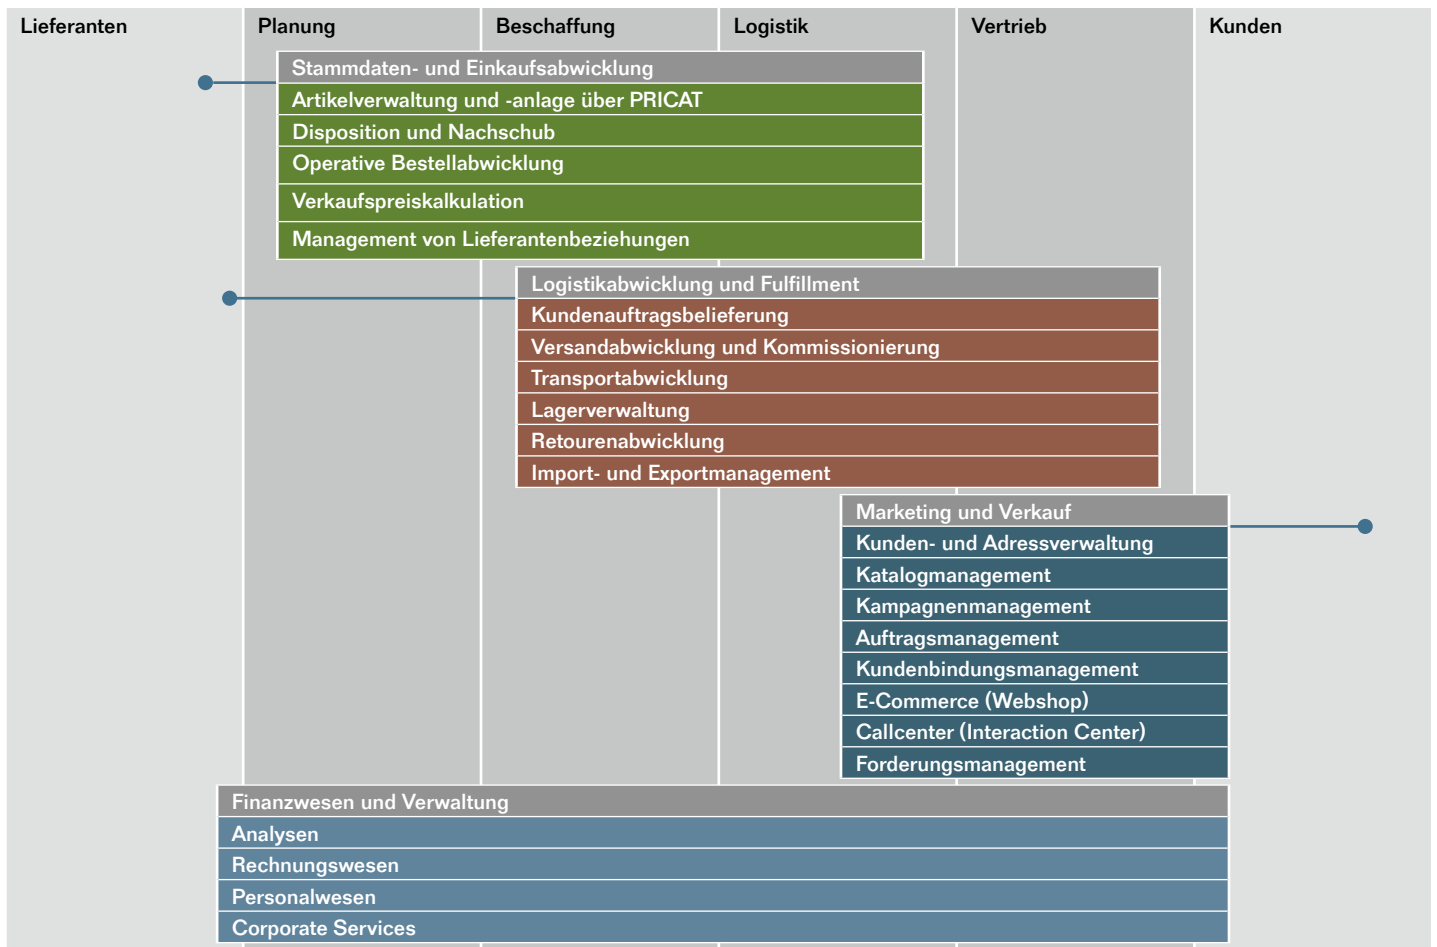 Lieferanten
Planung
Beschaffung
Logistik
Vertrieb
Kunden
Stammdaten- und Einkaufsabwicklung
Artikelverwaltung und -anlage über PRICAT
Disposition und Nachschub
Operative Bestellabwicklung
Verkaufspreiskalkulation
Management von Lieferantenbeziehungen
Logistikabwicklung und Fulfillment
Kundenauftragsbelieferung
Versandabwicklung und Kommissionierung
Transportabwicklung
Lagerverwaltung
Retourenabwicklung
Import- und Exportmanagement
Marketing und Verkauf
Kunden- und Adressverwaltung
Katalogmanagement
Kampagnenmanagement
Auftragsmanagement
Kundenbindungsmanagement
E-Commerce (Webshop)
Callcenter (Interaction Center)
Forderungsmanagement
Finanzwesen und Verwaltung
Analysen
Rechnungswesen
Personalwesen
Corporate Services